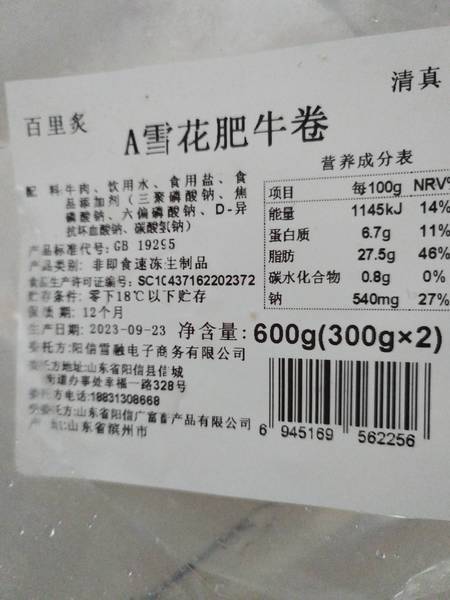 清真
百里炙
A雪花肥牛卷
配 料:牛肉、饮用水、食用盐、食
品添加剂（三聚磷酸钠、焦
磷酸钠、六偏磷酸钠、D-异
抗坏血酸钠、碳酸氢钠）
产品标准代号:GB 19295
产品类别: 非即食速冻生制品
食品生产许可证编号: SC10437162202372
贮存条件: 零下18℃以下贮存
保质期: 12个月
生产日期: 2023-09-23
净含量: 600g(300g×2)
委托方:阳信雪融电子商务有限公司
委托方地址:山东省阳信县信城
街道办事处幸福一路328号
委托方电话:18831308668
受委托方:山东省阳信广富畜产品有限公司
产 地:山东省滨州市
营养成分表
项目 每100g NRV%
能量 1145kJ 14%
蛋白质 6.7g 11%
脂肪 27.5g 46%
碳水化合物 0.8g 0%
钠 540mg 27%
6 945169 562256